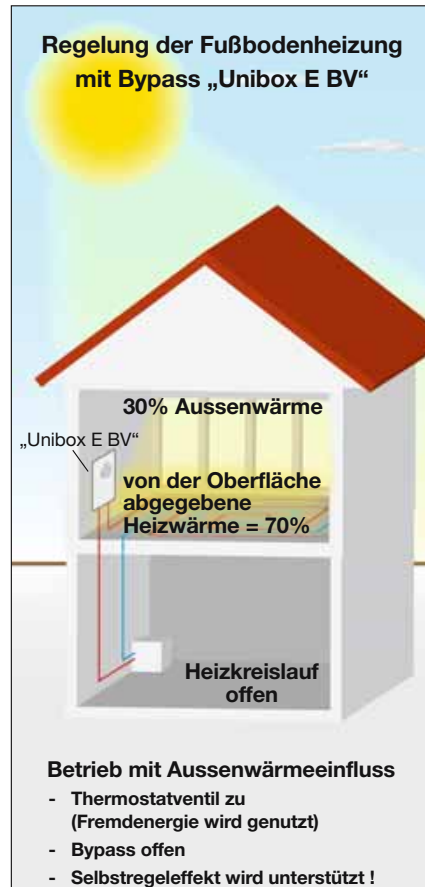 Regelung der Fußbodenheizung
mit Bypass „Unibox E BV“
30% Aussenwärme
„Unibox E BV“
von der Oberfläche
abgegebene
Heizwärme = 70%
Heizkreislauf
offen
Betrieb mit Aussenwärmeeinfluss
- Thermostatventil zu
(Fremdenergie wird genutzt)
- Bypass offen
- Selbstregeleffekt wird unterstützt !